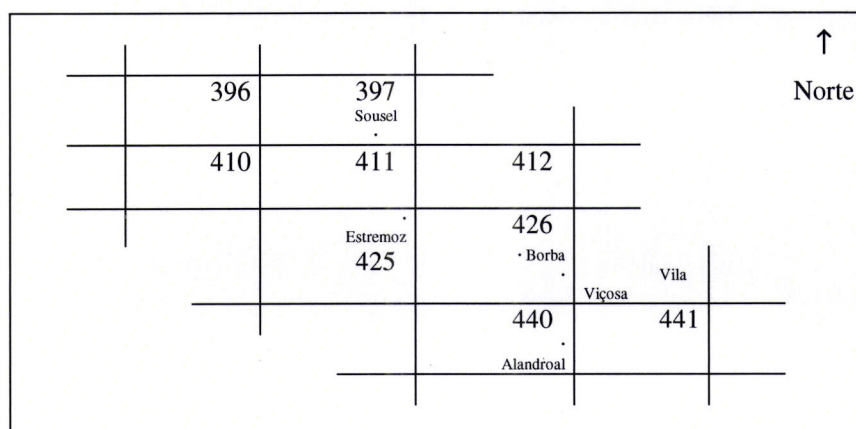 ↑
Norte
396 397
Sousel
410 411 412
426
Estremoz
Borba
425
Vila
Viçosa
440 441
Alandroal